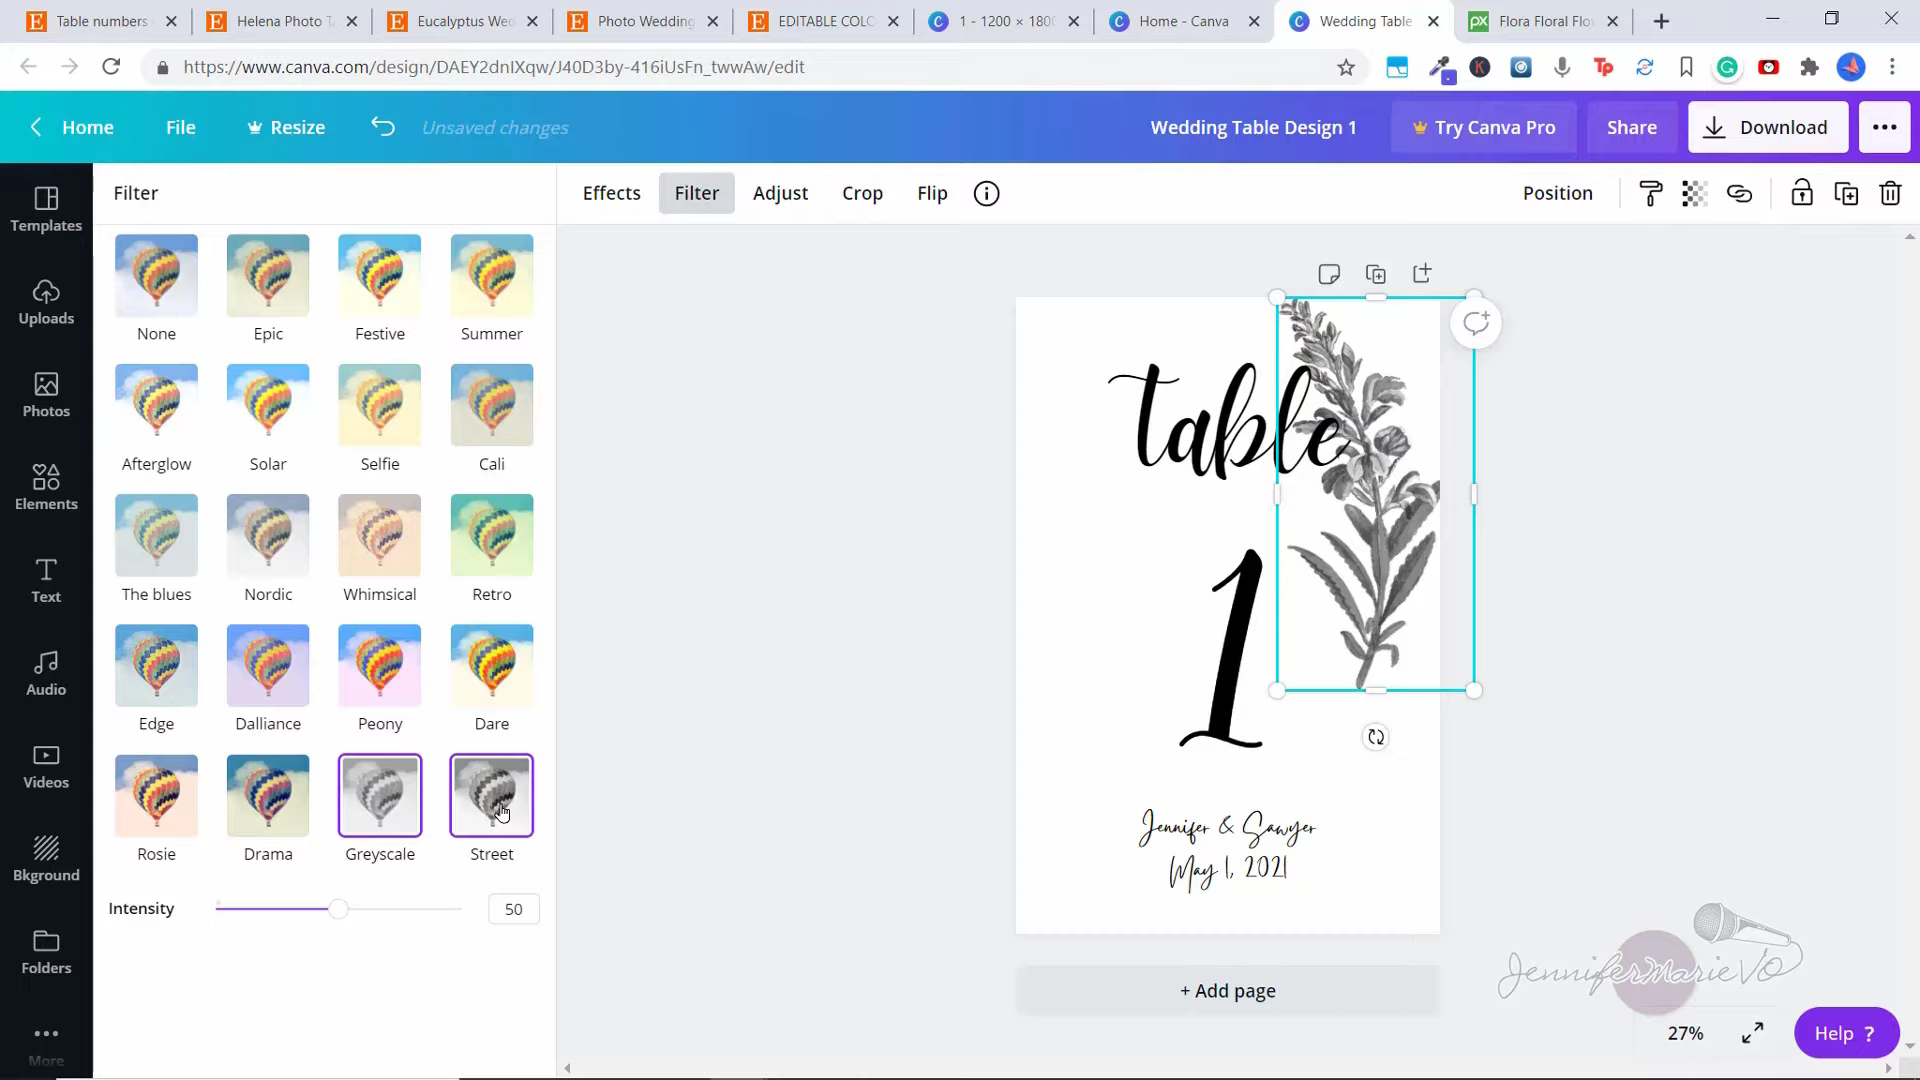 Table numbers
Helena Photo T
Eucalyptus Wed
Photo Wedding
EDITABLE COLO
1 - 1200 × 1800
Home - Canva
Wedding Table
Flora Floral Flo
https://www.canva.com/design/DAEY2dnIXqw/J40D3by-416iUsFn_twwAw/edit
Home
File
Resize
Unsaved changes
Wedding Table Design 1
Try Canva Pro
Share
Download
Templates
Uploads
Photos
Elements
Text
Audio
Videos
Bkground
Folders
More
Filter
None
Epic
Festive
Summer
Afterglow
Solar
Selfie
Cali
The blues
Nordic
Whimsical
Retro
Edge
Dalliance
Peony
Dare
Rosie
Drama
Greyscale
Street
Intensity
50
Effects
Filter
Adjust
Crop
Flip
Position
table
1
Jennifer & Sawyer
May 1, 2021
+ Add page
JenniferMarieVO
27%
Help ?